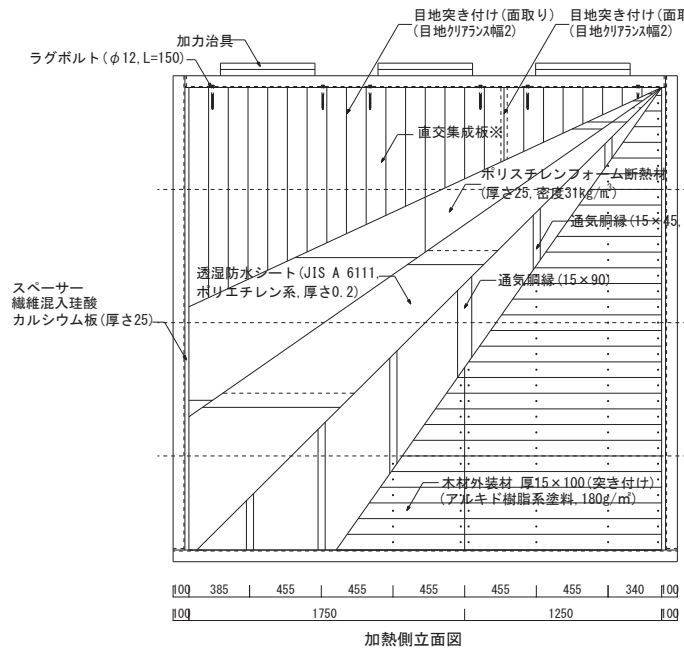 目地突き付け(面取り)
(目地クリアランス幅2)
目地突き付け(面取
(目地クリアランス幅2)
加力治具
ラグボルト(φ12, L=150)
直交集成板※
ポリスチレンフォーム断熱材
(厚さ25, 密度31kg/m³)
通気胴縁(15×45,
透湿防水シート(JIS A 6111,
ポリエチレン系, 厚さ0.2)
通気胴縁(15×90)
スペーサー
繊維混入珪酸
カルシウム板(厚さ25)
木材外装材 厚15×100(突き付け)
(アルキド樹脂系塗料, 180g/㎡)
100 385 455 455 455 455 455 340 100
100 1750 1250 100
加熱側立面図